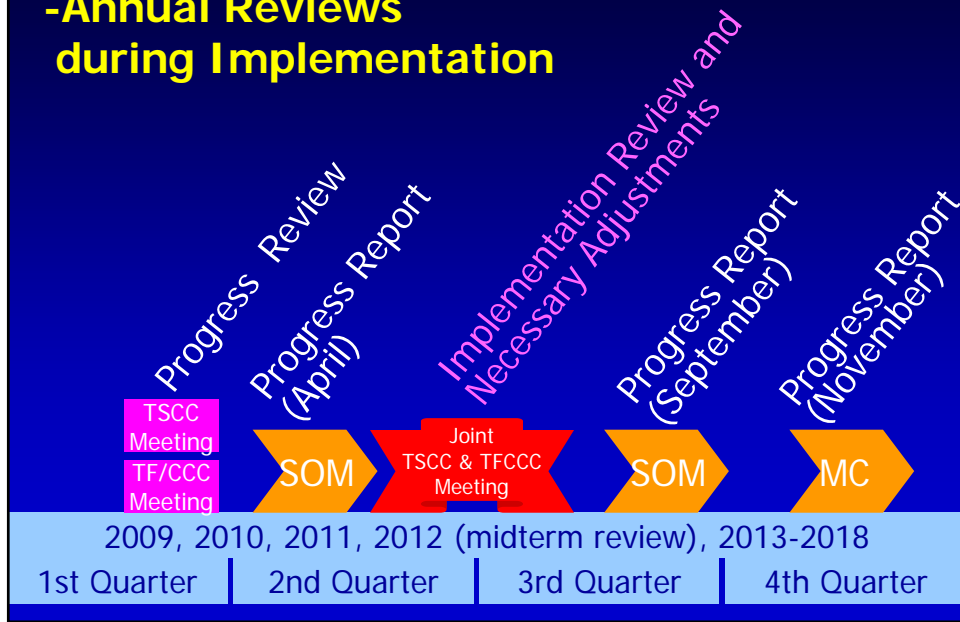 -Annual Reviews
during Implementation
Progress Review
Progress Report
(April)
Implementation Review and
Necessary Adjustments
Progress Report
(September)
Progress Report
(November)
TSCC
Meeting
TF/CCC
Meeting
SOM
Joint
TSCC & TFCCC
Meeting
SOM
MC
2009, 2010, 2011, 2012 (midterm review), 2013-2018
1st Quarter
2nd Quarter
3rd Quarter
4th Quarter